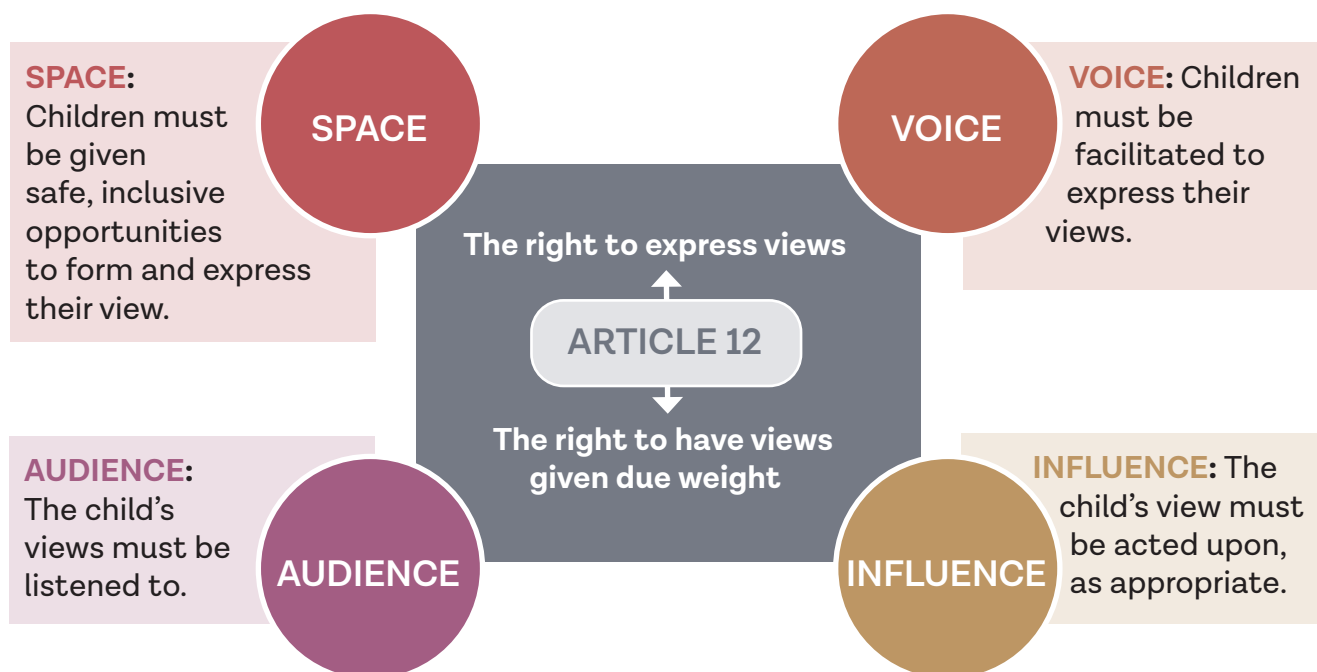 SPACE:
Children must
be given
safe, inclusive
opportunities
to form and express
their view.
SPACE
VOICE
VOICE: Children
must be
facilitated to
express their
views.
The right to express views
ARTICLE 12
The right to have views
given due weight
AUDIENCE:
The child’s
views must be
listened to.
AUDIENCE
INFLUENCE
INFLUENCE: The
child’s view must
be acted upon,
as appropriate.